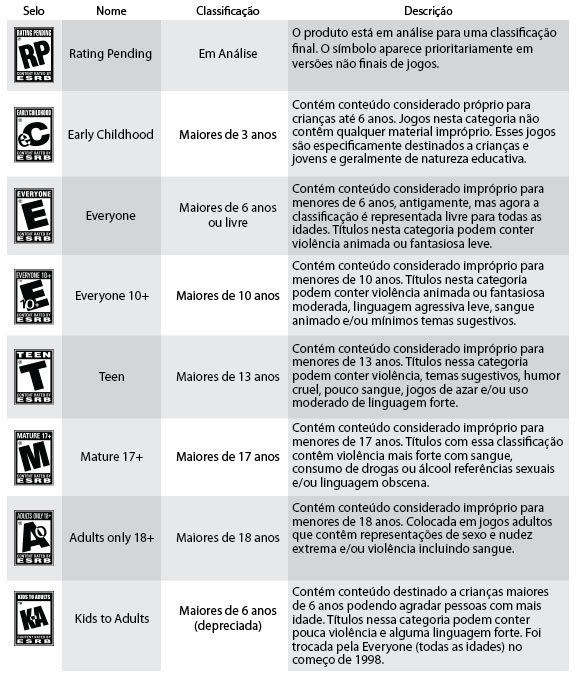 Selo Nome Classificação Descrição
RATING PENDING
RP
CONTENT RATED BY
ESRB
Rating Pending
Em Análise
O produto está em análise para uma classificação
final. O símbolo aparece prioritariamente em
versões não finais de jogos.
EARLY CHILDHOOD
eC
CONTENT RATED BY
ESRB
Early Childhood
Maiores de 3 anos
Contém conteúdo considerado próprio para
crianças até 6 anos. Jogos nesta categoria não
contêm qualquer material impróprio. Esses jogos
são especificamente destinados a crianças e
jovens e geralmente de natureza educativa.
EVERYONE
E
CONTENT RATED BY
ESRB
Everyone
Maiores de 6 anos
ou livre
Contém conteúdo considerado impróprio para
menores de 6 anos, antigamente, mas agora a
classificação é representada livre para todas as
idades. Títulos nesta categoria podem conter
violência animada ou fantasiosa leve.
EVERYONE 10+
E
10+
CONTENT RATED BY
ESRB
Everyone 10+
Maiores de 10 anos
Contém conteúdo considerado impróprio para
menores de 10 anos. Títulos nesta categoria
podem conter violência animada ou fantasiosa
moderada, linguagem agressiva leve, sangue
animado e/ou mínimos temas sugestivos.
TEEN
T
CONTENT RATED BY
ESRB
Teen
Maiores de 13 anos
Contém conteúdo considerado impróprio para
menores de 13 anos. Títulos nessa categoria
podem conter violência, temas sugestivos, humor
cruel, pouco sangue, jogos de azar e/ou uso
moderado de linguagem forte.
MATURE 17+
M
CONTENT RATED BY
ESRB
Mature 17+
Maiores de 17 anos
Contém conteúdo considerado impróprio para
menores de 17 anos. Títulos com essa classificação
contêm violência mais forte com sangue,
consumo de drogas ou álcool referências sexuais
e/ou linguagem obscena.
ADULTS ONLY 18+
Ao
CONTENT RATED BY
ESRB
Adults only 18+
Maiores de 18 anos
Contém conteúdo considerado impróprio para
menores de 18 anos. Colocada em jogos adultos
que contêm representações de sexo e nudez
extrema e/ou violência incluindo sangue.
KIDS TO ADULTS
K-A
CONTENT RATED BY
ESRB
Kids to Adults
Maiores de 6 anos
(depreciada)
Contém conteúdo destinado a crianças maiores
de 6 anos podendo agradar pessoas com mais
idade. Títulos nessa categoria podem conter
pouca violência e alguma linguagem forte. Foi
trocada pela Everyone (todas as idades) no
começo de 1998.